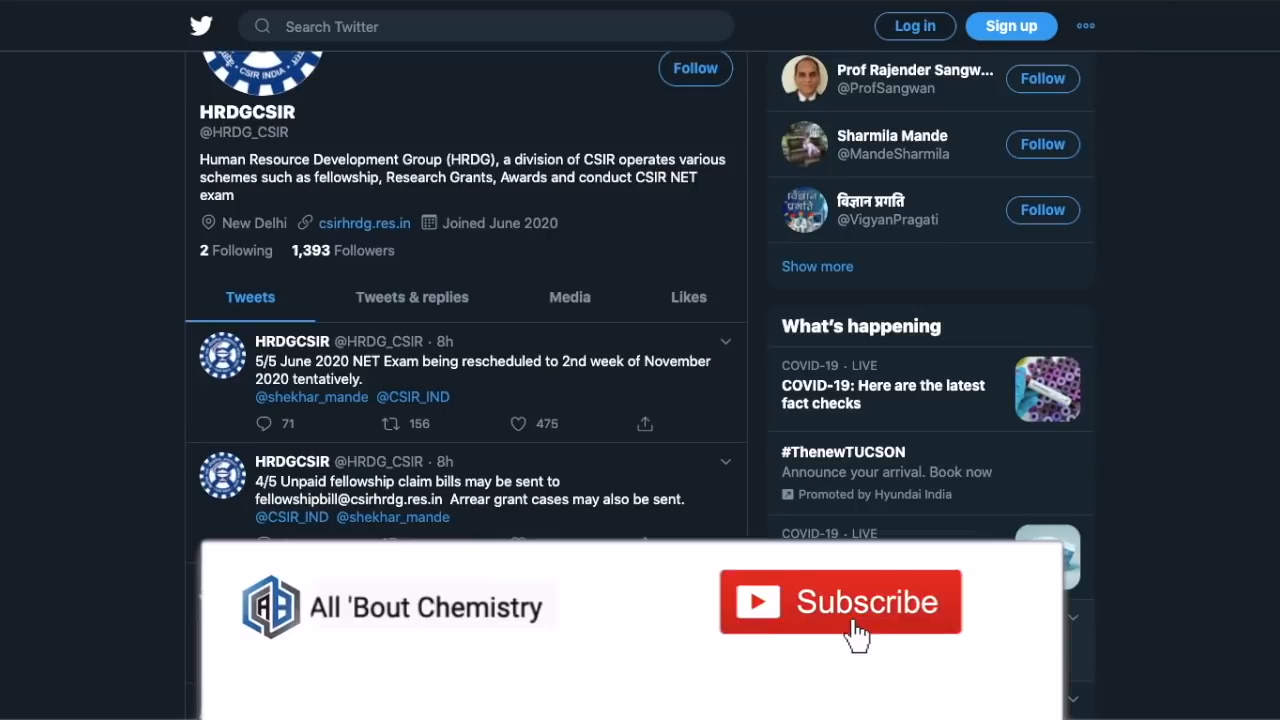 Search Twitter
Log in
Sign up
CSIR INDIA
Follow
HRDGCSIR
@HRDG_CSIR
Human Resource Development Group (HRDG), a division of CSIR operates various
schemes such as fellowship, Research Grants, Awards and conduct CSIR NET
exam
New Delhi csirhrdg.res.in Joined June 2020
2 Following 1,393 Followers
Tweets Tweets & replies Media Likes
HRDGCSIR @HRDG_CSIR · 8h
5/5 June 2020 NET Exam being rescheduled to 2nd week of November
2020 tentatively.
@shekhar_mande @CSIR_IND
71 156 475
HRDGCSIR @HRDG_CSIR · 8h
4/5 Unpaid fellowship claim bills may be sent to
fellowshipbill@csirhrdg.res.in Arrear grant cases may also be sent.
@CSIR_IND @shekhar_mande
Prof Rajender Sangw...
@ProfSangwan
Follow
Sharmila Mande
@MandeSharmila
Follow
विज्ञान प्रगति
@VigyanPragati
Follow
Show more
What's happening
COVID-19 · LIVE
COVID-19: Here are the latest
fact checks
#ThenewTUCSON
Announce your arrival. Book now
Promoted by Hyundai India
COVID-19 · LIVE
All 'Bout Chemistry
Subscribe